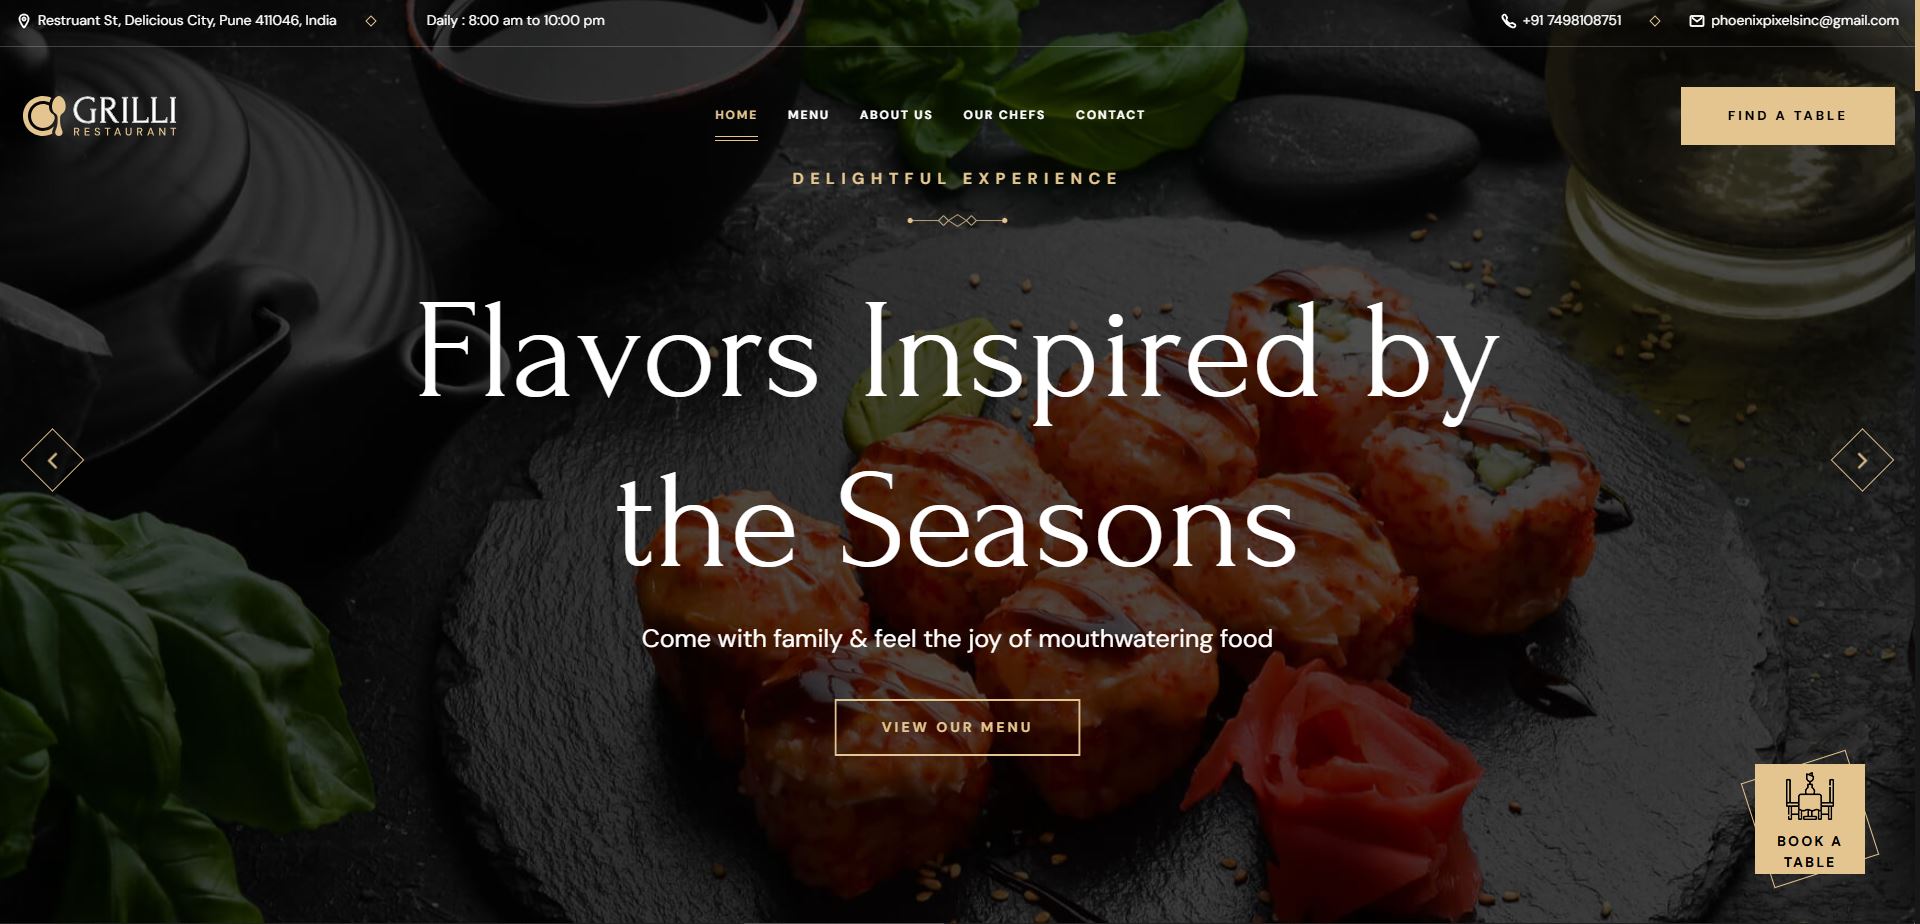 Restruant St, Delicious City, Pune 411046, India
Daily : 8:00 am to 10:00 pm
+91 7498108751
phoenixpixelsinc@gmail.com
GRILLI
RESTAURANT
HOME
MENU
ABOUT US
OUR CHEFS
CONTACT
FIND A TABLE
DELIGHTFUL EXPERIENCE
Flavors Inspired by
the Seasons
Come with family & feel the joy of mouthwatering food
VIEW OUR MENU
BOOK A
TABLE